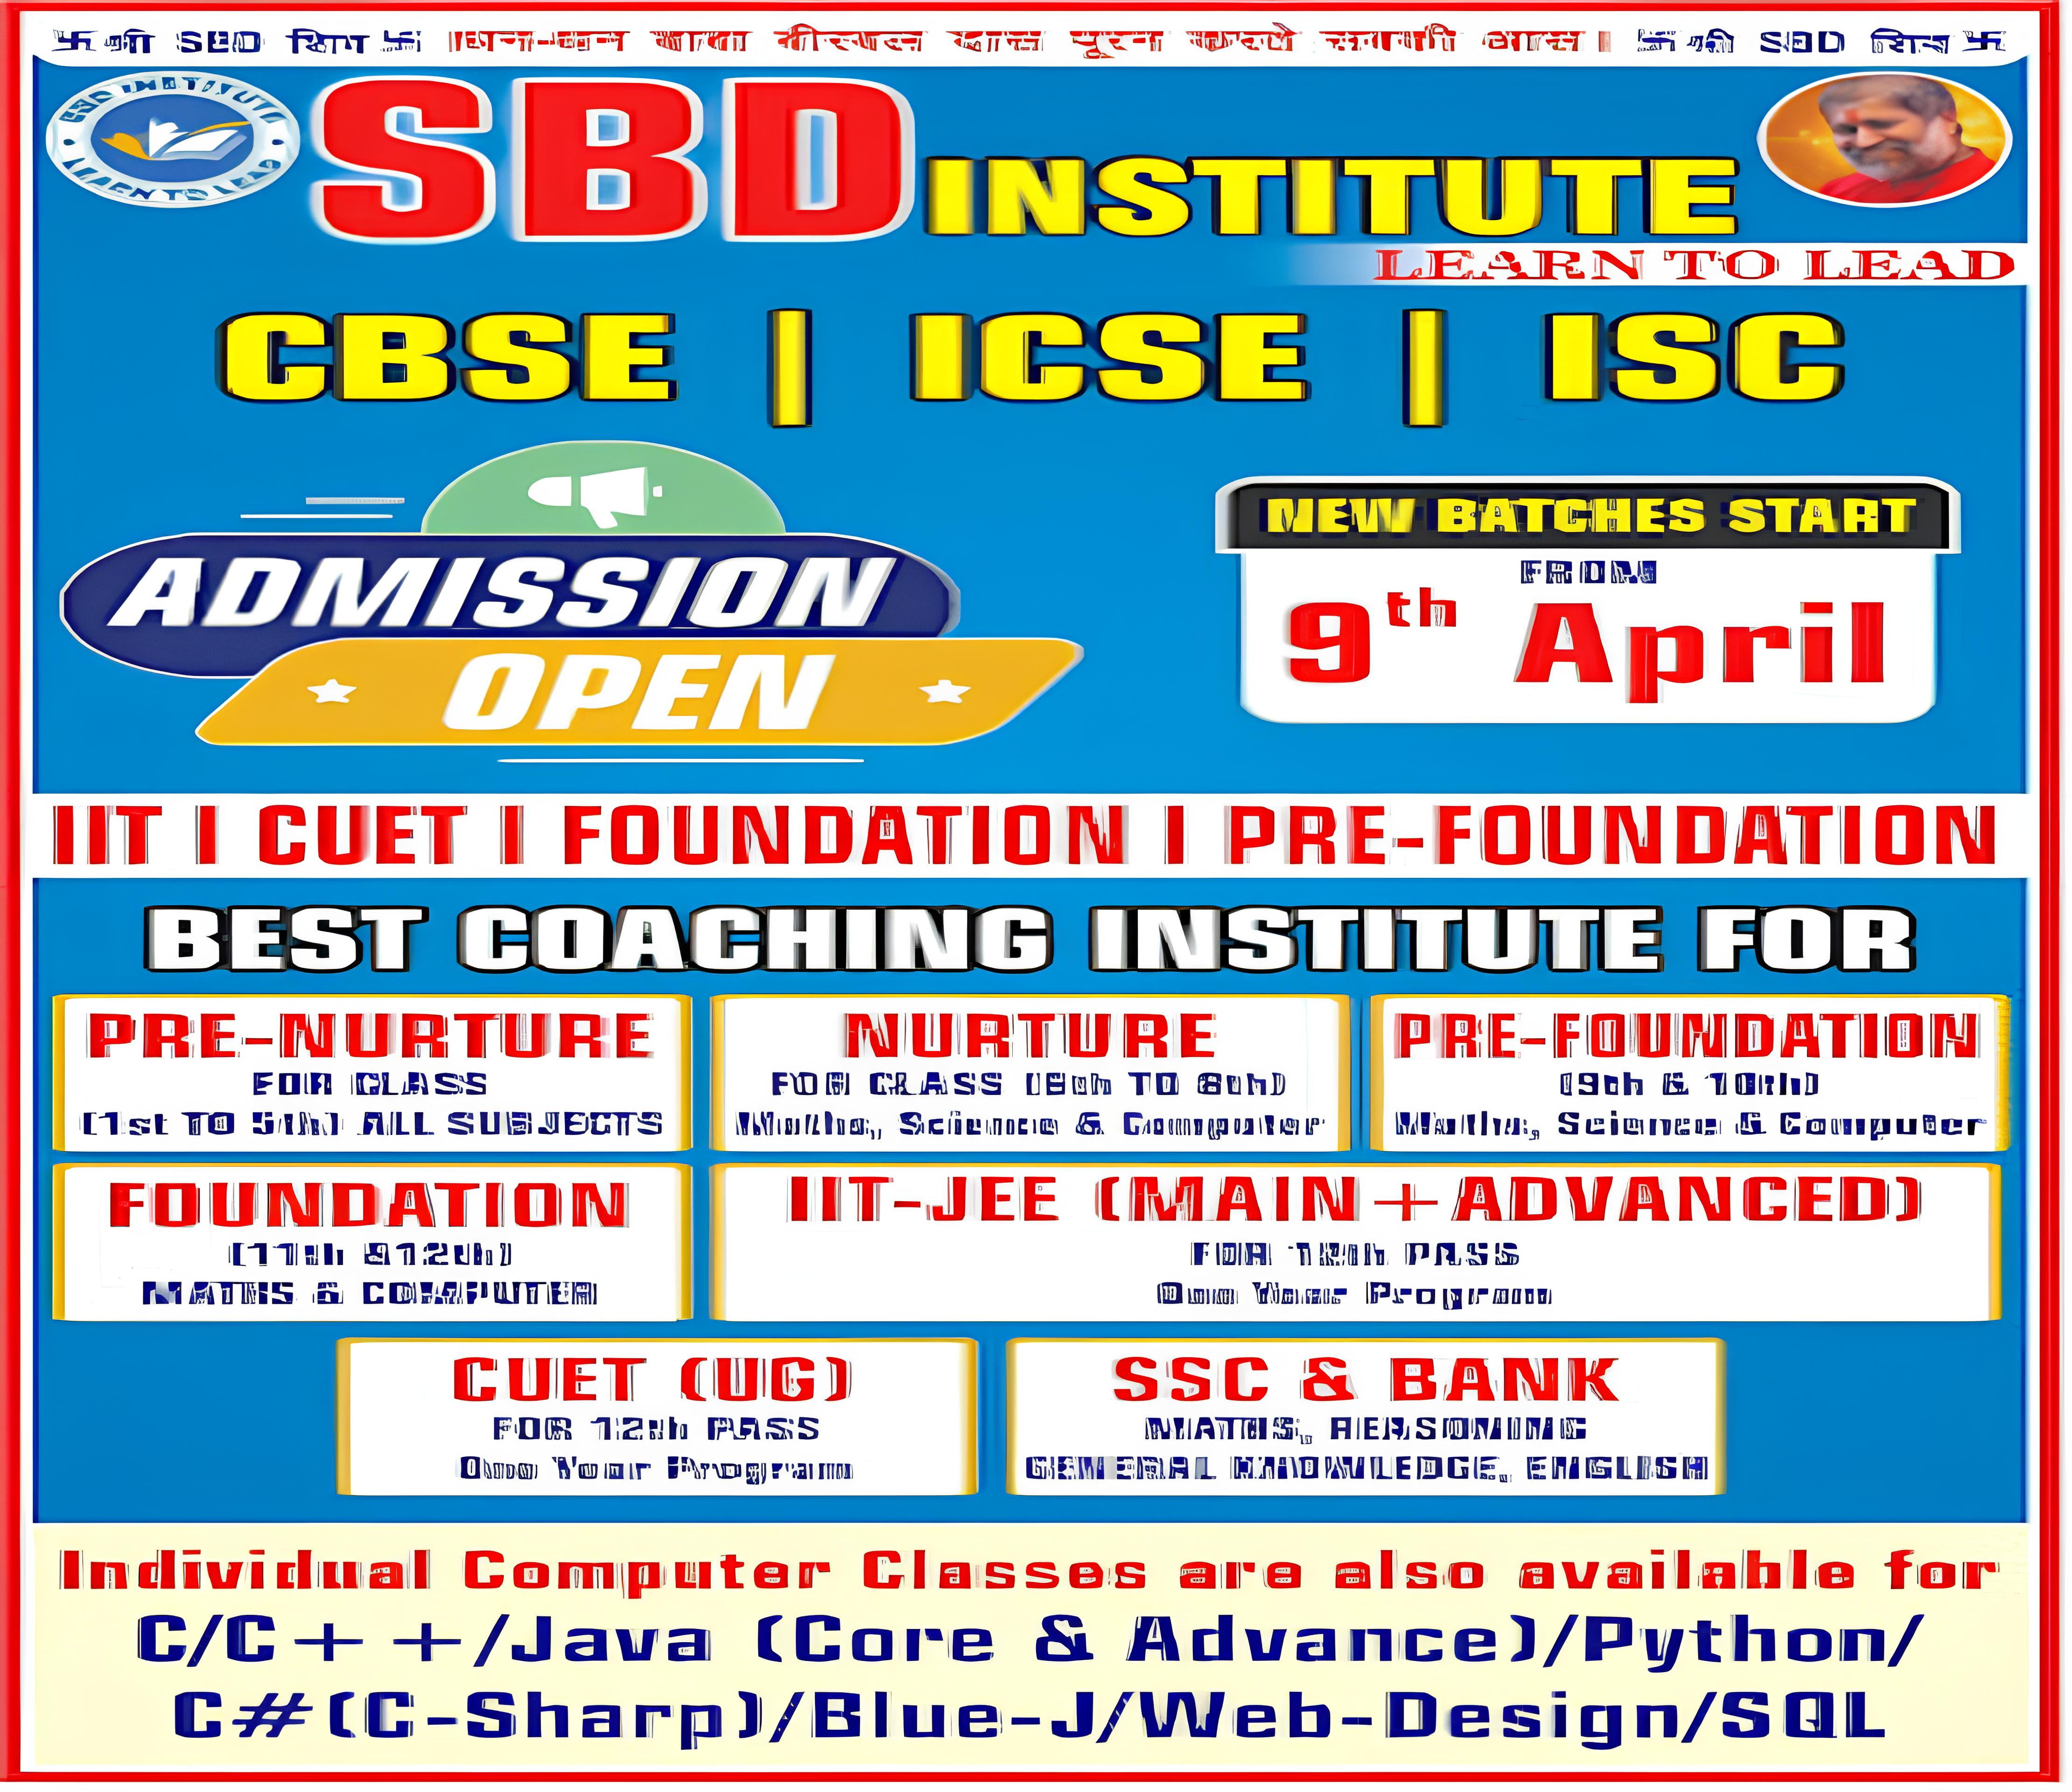 SBD INSTITUTE
LEARN TO LEAD
CBSE | ICSE | ISC
ADMISSION
OPEN
NEW BATCHES START
FROM
9th April
IIT | CUET | FOUNDATION | PRE-FOUNDATION
BEST COACHING INSTITUTE FOR
PRE-NURTURE
FOR CLASS
(1st TO 5th) ALL SUBJECTS
NURTURE
FOR CLASS (6th TO 8th)
Maths, Science & Computer
PRE-FOUNDATION
(9th & 10th)
Maths, Science & Computer
FOUNDATION
(11th &12th)
MATHS & COMPUTER
IIT-JEE (MAIN+ADVANCED)
FOR 12th PASS
One Year Program
CUET (UG)
FOR 12th PASS
One Year Program
SSC & BANK
MATHS, REASONING
GENERAL KNOWLEDGE, ENGLISH
Individual Computer Classes are also available for
C/C++/Java (Core & Advance)/Python/
C#(C-Sharp)/Blue-J/Web-Design/SQL